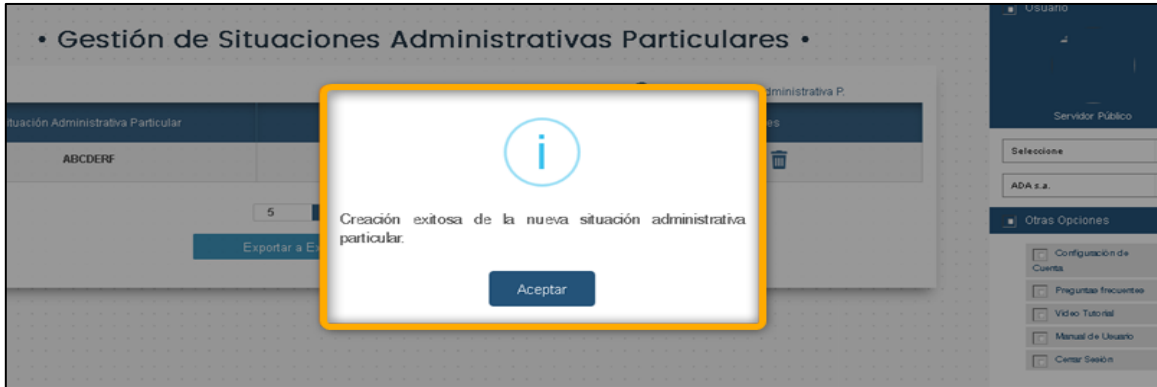 Usuario
• Gestión de Situaciones Administrativas Particulares •
dministrativa P.
tuación Administrativa Particular
es
Servidor Público
ABCDERF
Seleccione
ADA s.a.
5
Creación exitosa de la nueva situación administrativa
particular.
Otras Opciones
Exportar a E
Configuración de
Cuenta
Aceptar
Preguntas frecuentes
Video Tutorial
Manual de Usuario
Cerrar Sesión